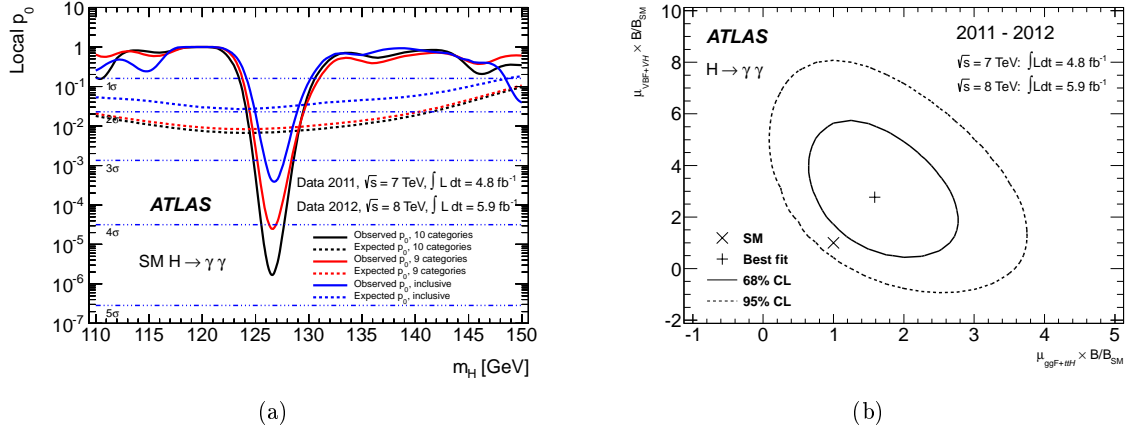 Local p₀
1
10⁻¹
10⁻²
10⁻³
10⁻⁴
10⁻⁵
10⁻⁶
10⁻⁷
1σ
2σ
3σ
4σ
5σ
Data 2011, √s = 7 TeV, ∫ L dt = 4.8 fb⁻¹
Data 2012, √s = 8 TeV, ∫ L dt = 5.9 fb⁻¹
ATLAS
SM H → γ γ
Observed p₀, 10 categories
Expected p₀, 10 categories
Observed p₀, 9 categories
Expected p₀, 9 categories
Observed p₀, inclusive
Expected p₀, inclusive
110 115 120 125 130 135 140 145 150
m_H [GeV]
(a)
μ_VBF+VH × B/B_SM
10
8
6
4
2
0
-2
ATLAS
H → γ γ
2011 - 2012
√s = 7 TeV: ∫Ldt = 4.8 fb⁻¹
√s = 8 TeV: ∫Ldt = 5.9 fb⁻¹
SM
Best fit
68% CL
95% CL
-1 0 1 2 3 4 5
μ_ggF+ttH × B/B_SM
(b)